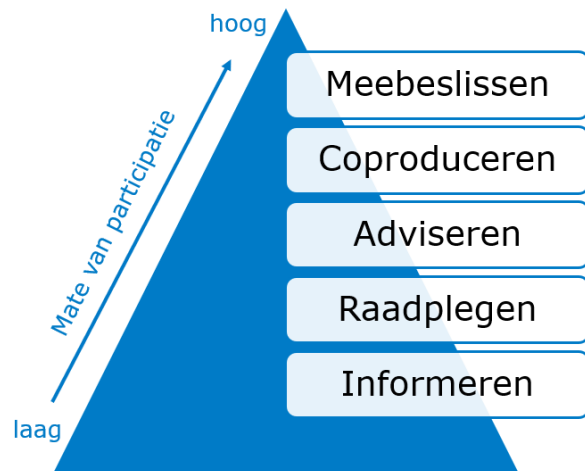 hoog
Meebeslissen
Coproduceren
Mate van participatie
Adviseren
Raadplegen
Informeren
laag